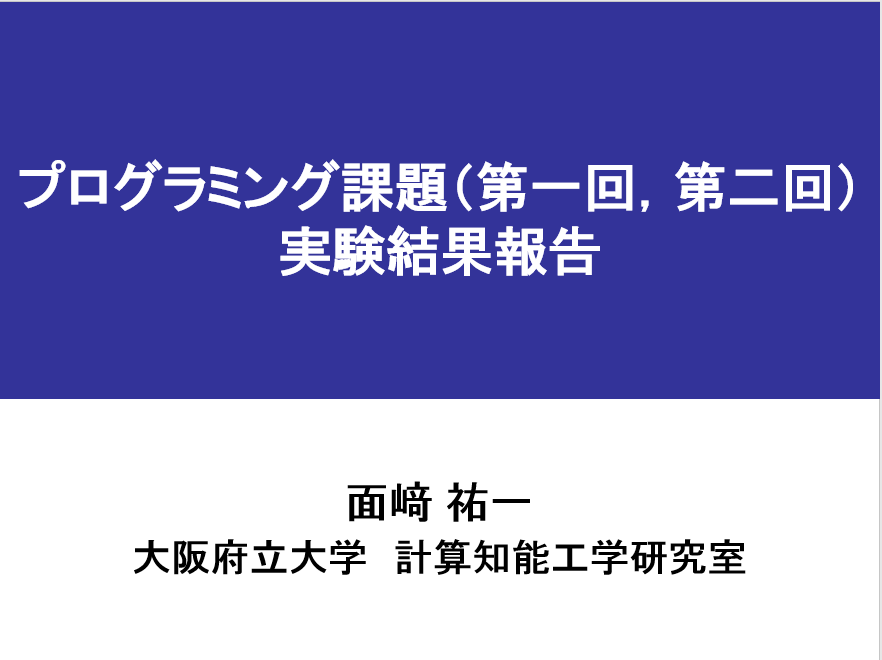 プログラミング課題（第一回，第二回）
実験結果報告
面﨑 祐一
大阪府立大学　計算知能工学研究室